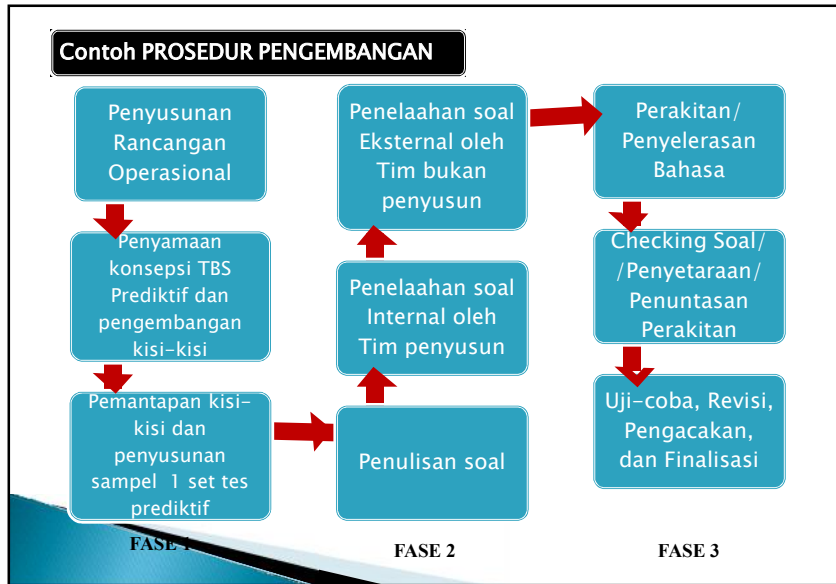 Contoh PROSEDUR PENGEMBANGAN
Penyusunan
Rancangan
Operasional
Penyamaan
konsepsi TBS
Prediktif dan
pengembangan
kisi-kisi
Pemantapan kisi-
kisi dan
penyusunan
sampel 1 set tes
prediktif
FASE 1
Penelaahan soal
Eksternal oleh
Tim bukan
penyusun
Penelaahan soal
Internal oleh
Tim penyusun
Penulisan soal
FASE 2
Perakitan/
Penyelerasan
Bahasa
Checking Soal/
/Penyetaraan/
Penuntasan
Perakitan
Uji-coba, Revisi,
Pengacakan,
dan Finalisasi
FASE 3